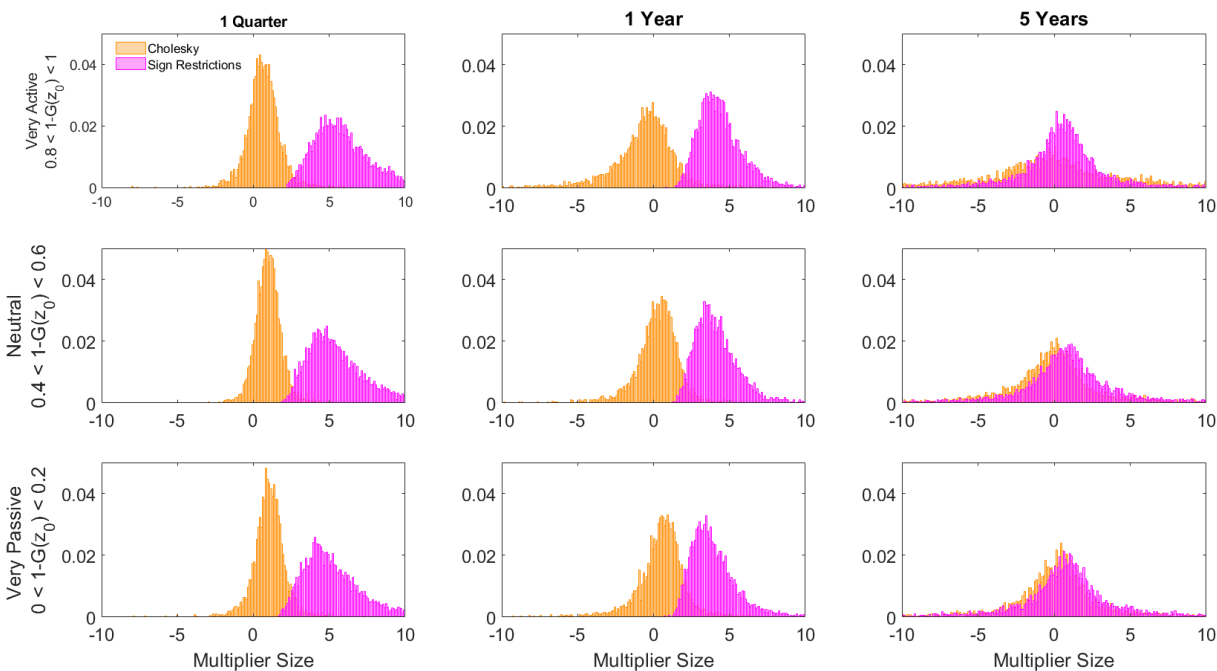 1 Quarter
1 Year
5 Years
Cholesky
Sign Restrictions
Very Active
0.8 < 1-G(z0) < 1
0.04
0.02
0
-10 -5 0 5 10
0.04
0.02
0
-10 -5 0 5 10
0.04
0.02
0
-10 -5 0 5 10
Neutral
0.4 < 1-G(z0) < 0.6
0.04
0.02
0
-10 -5 0 5 10
0.04
0.02
0
-10 -5 0 5 10
0.04
0.02
0
-10 -5 0 5 10
Very Passive
0 < 1-G(z0) < 0.2
0.04
0.02
0
-10 -5 0 5 10
Multiplier Size
0.04
0.02
0
-10 -5 0 5 10
Multiplier Size
0.04
0.02
0
-10 -5 0 5 10
Multiplier Size